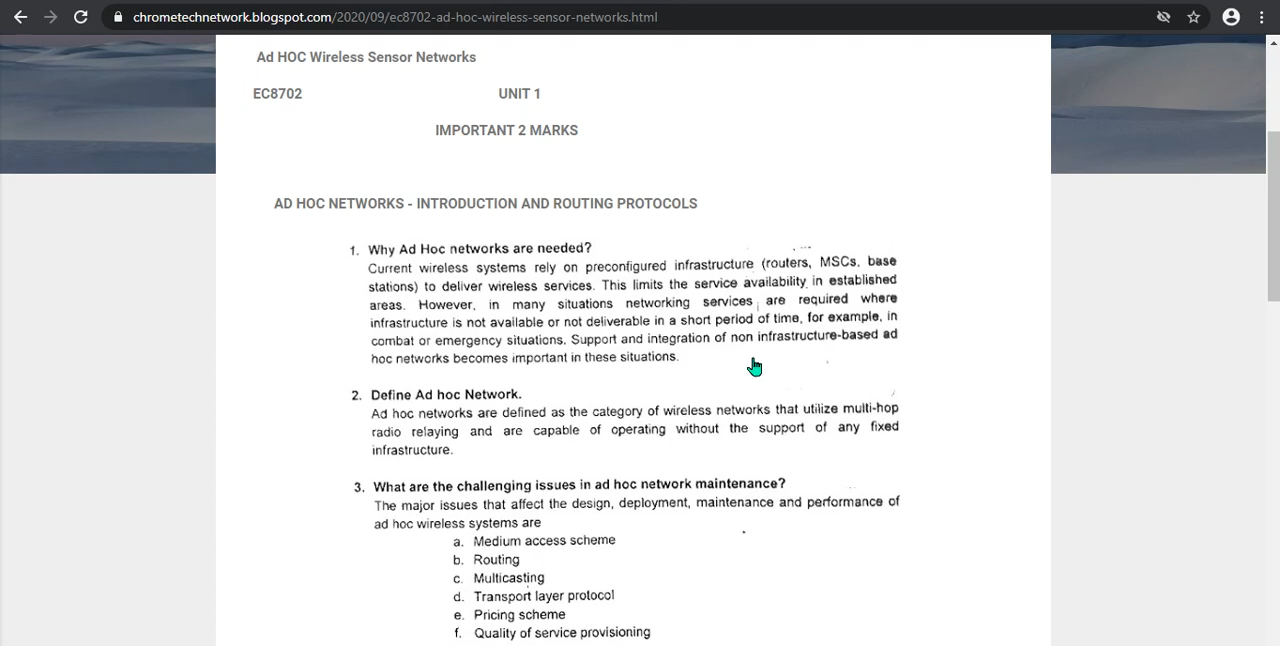 chrometechnetwork.blogspot.com/2020/09/ec8702-ad-hoc-wireless-sensor-networks.html
Ad HOC Wireless Sensor Networks
EC8702 UNIT 1
IMPORTANT 2 MARKS
AD HOC NETWORKS - INTRODUCTION AND ROUTING PROTOCOLS
1. Why Ad Hoc networks are needed?
Current wireless systems rely on preconfigured infrastructure (routers, MSCs, base
stations) to deliver wireless services. This limits the service availability in established
areas. However, in many situations networking services are required where
infrastructure is not available or not deliverable in a short period of time, for example, in
combat or emergency situations. Support and integration of non infrastructure-based ad
hoc networks becomes important in these situations.
2. Define Ad hoc Network.
Ad hoc networks are defined as the category of wireless networks that utilize multi-hop
radio relaying and are capable of operating without the support of any fixed
infrastructure.
3. What are the challenging issues in ad hoc network maintenance?
The major issues that affect the design, deployment, maintenance and performance of
ad hoc wireless systems are
a. Medium access scheme
b. Routing
c. Multicasting
d. Transport layer protocol
e. Pricing scheme
f. Quality of service provisioning